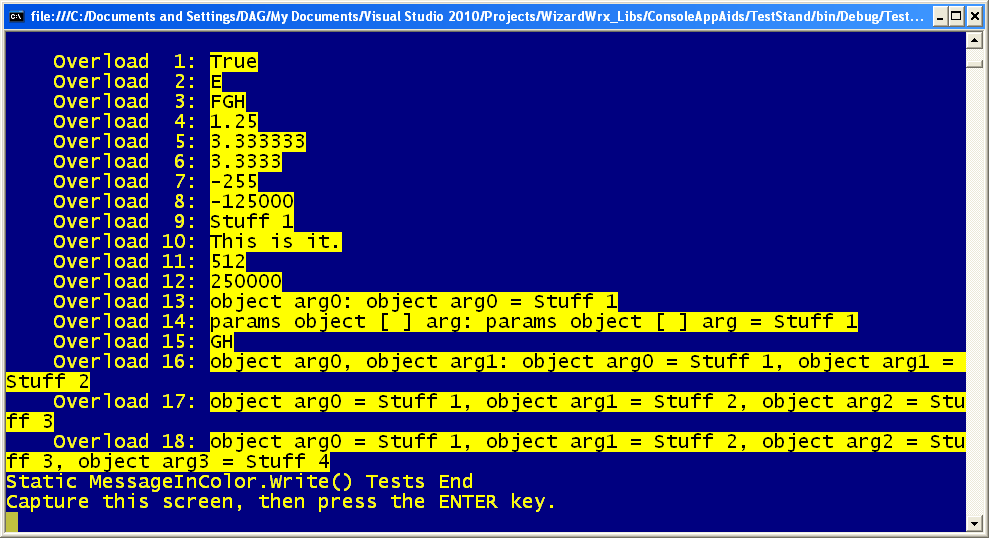 file:///C:/Documents and Settings/DAG/My Documents/Visual Studio 2010/Projects/WizardWrx_Libs/ConsoleAppAids/TestStand/bin/Debug/Test...
Overload  1: True
Overload  2: E
Overload  3: FGH
Overload  4: 1.25
Overload  5: 3.333333
Overload  6: 3.3333
Overload  7: -255
Overload  8: -125000
Overload  9: Stuff 1
Overload 10: This is it.
Overload 11: 512
Overload 12: 250000
Overload 13: object arg0: object arg0 = Stuff 1
Overload 14: params object [ ] arg: params object [ ] arg = Stuff 1
Overload 15: GH
Overload 16: object arg0, object arg1: object arg0 = Stuff 1, object arg1 =
Stuff 2
Overload 17: object arg0 = Stuff 1, object arg1 = Stuff 2, object arg2 = Stu
ff 3
Overload 18: object arg0 = Stuff 1, object arg1 = Stuff 2, object arg2 = Stu
ff 3, object arg3 = Stuff 4
Static MessageInColor.Write() Tests End
Capture this screen, then press the ENTER key.